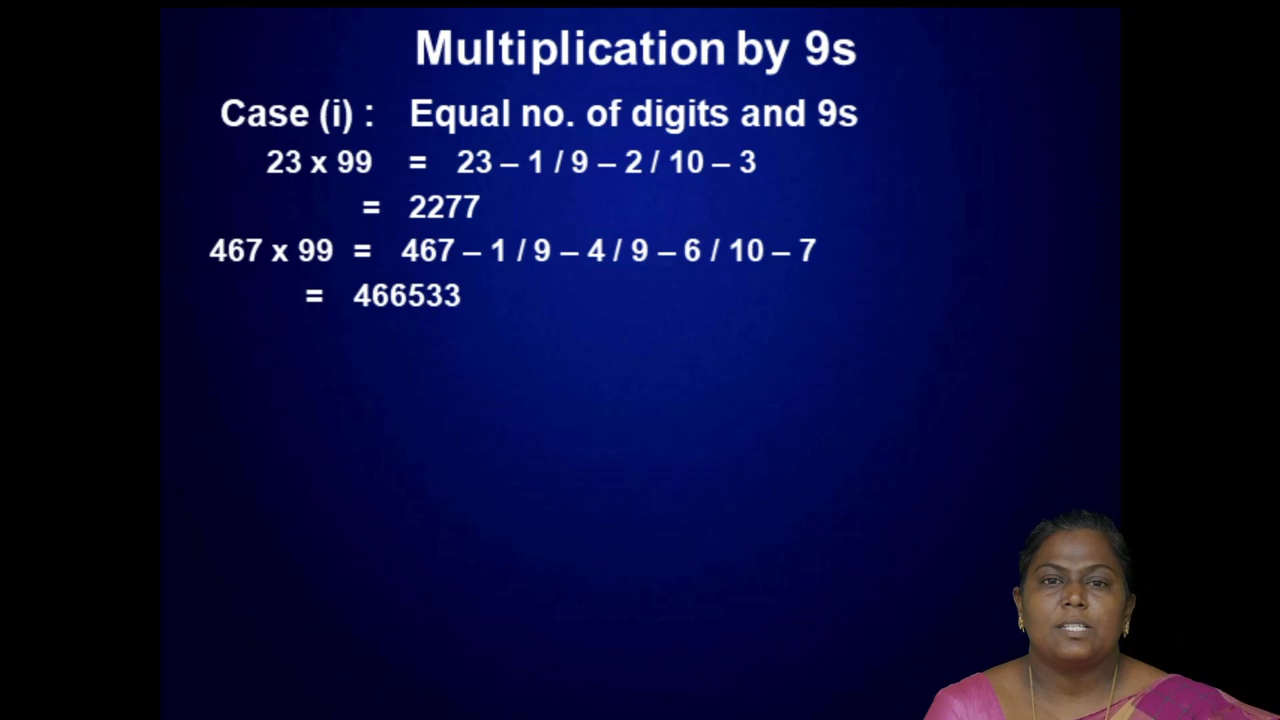 Multiplication by 9s
Case (i) : Equal no. of digits and 9s
23 x 99 = 23 – 1 / 9 – 2 / 10 – 3
= 2277
467 x 99 = 467 – 1 / 9 – 4 / 9 – 6 / 10 – 7
= 466533